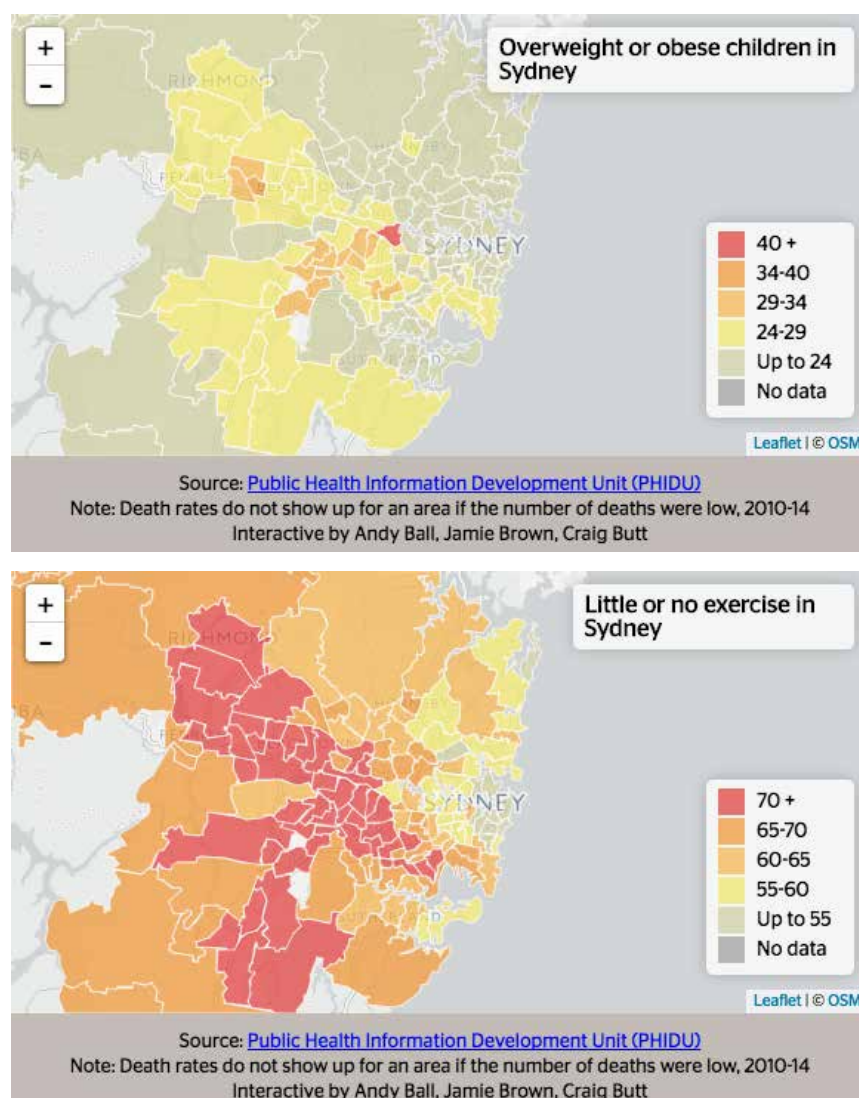 +
-
Overweight or obese children in
Sydney
RICHMOND
SYDNEY
40 +
34-40
29-34
24-29
Up to 24
No data
Leaflet | © OSM
Source: Public Health Information Development Unit (PHIDU)
Note: Death rates do not show up for an area if the number of deaths were low, 2010-14
Interactive by Andy Ball, Jamie Brown, Craig Butt
+
-
Little or no exercise in
Sydney
RICHMOND
SYDNEY
70 +
65-70
60-65
55-60
Up to 55
No data
Leaflet | © OSM
Source: Public Health Information Development Unit (PHIDU)
Note: Death rates do not show up for an area if the number of deaths were low, 2010-14
Interactive by Andy Ball, Jamie Brown, Craig Butt